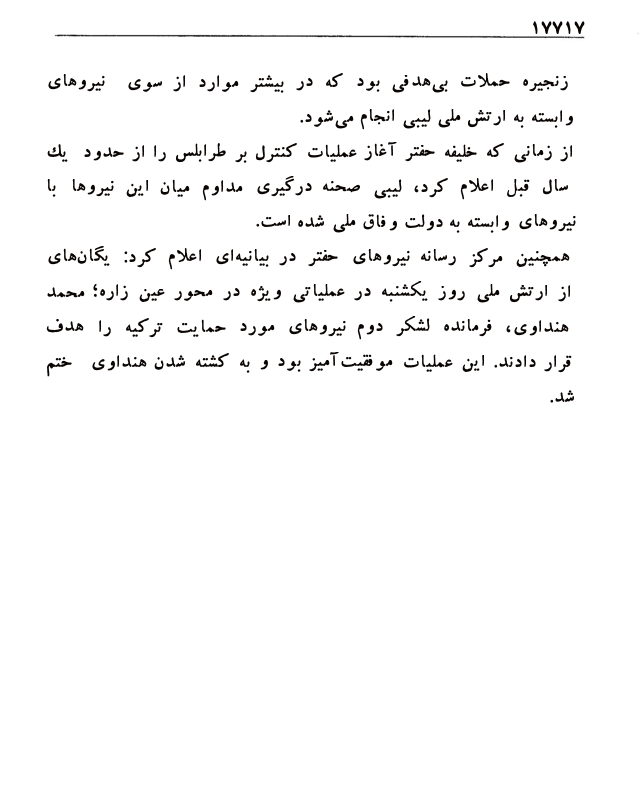 ۱۷۷۱۷
زنجیره حملات بی‌هدفی بود که در بیشتر موارد از سوی نیروهای
وابسته به ارتش ملی لیبی انجام می‌شود.
از زمانی که خلیفه حفتر آغاز عملیات کنترل بر طرابلس را از حدود یك
سال قبل اعلام کرد، لیبی صحنه درگیری مداوم میان این نیروها با
نیروهای وابسته به دولت وفاق ملی شده است.
همچنین مرکز رسانه نیروهای حفتر در بیانیه‌ای اعلام کرد: یگان‌های
از ارتش ملی روز یکشنبه در عملیاتی ویژه در محور عین زاره؛ محمد
هنداوی، فرمانده لشکر دوم نیروهای مورد حمایت ترکیه را هدف
قرار دادند. این عملیات موفقیت‌آمیز بود و به کشته شدن هنداوی ختم
شد.